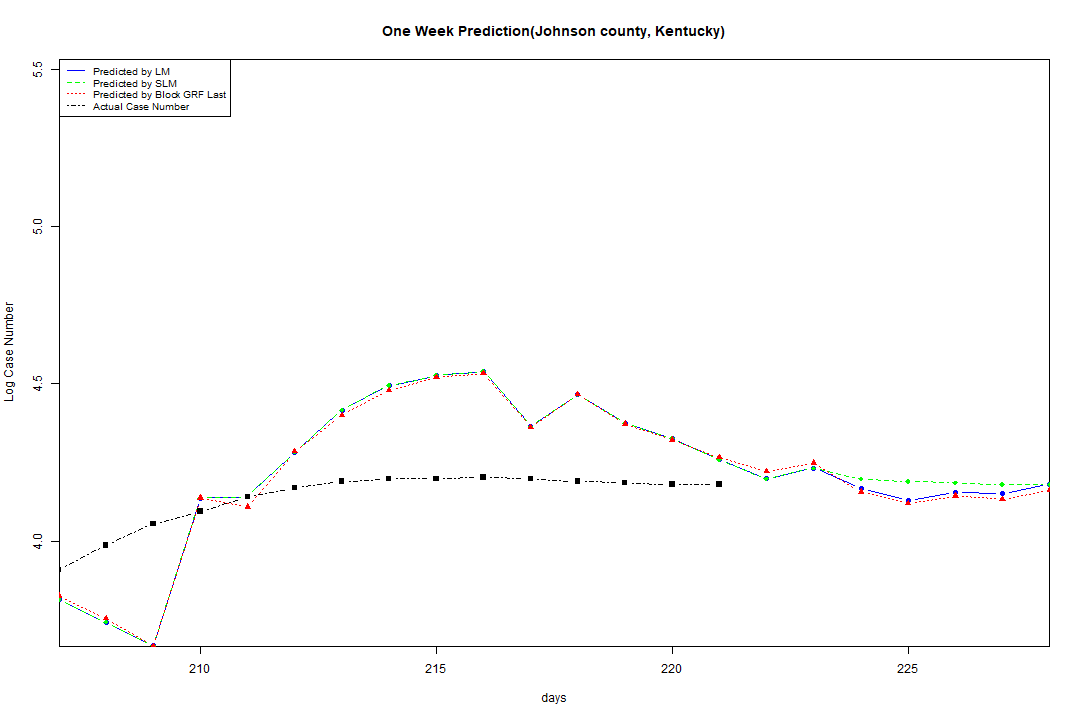 One Week Prediction(Johnson county, Kentucky)
Predicted by LM
Predicted by SLM
Predicted by Block GRF Last
Actual Case Number
5.5
5.0
4.5
4.0
Log Case Number
210 215 220 225
days